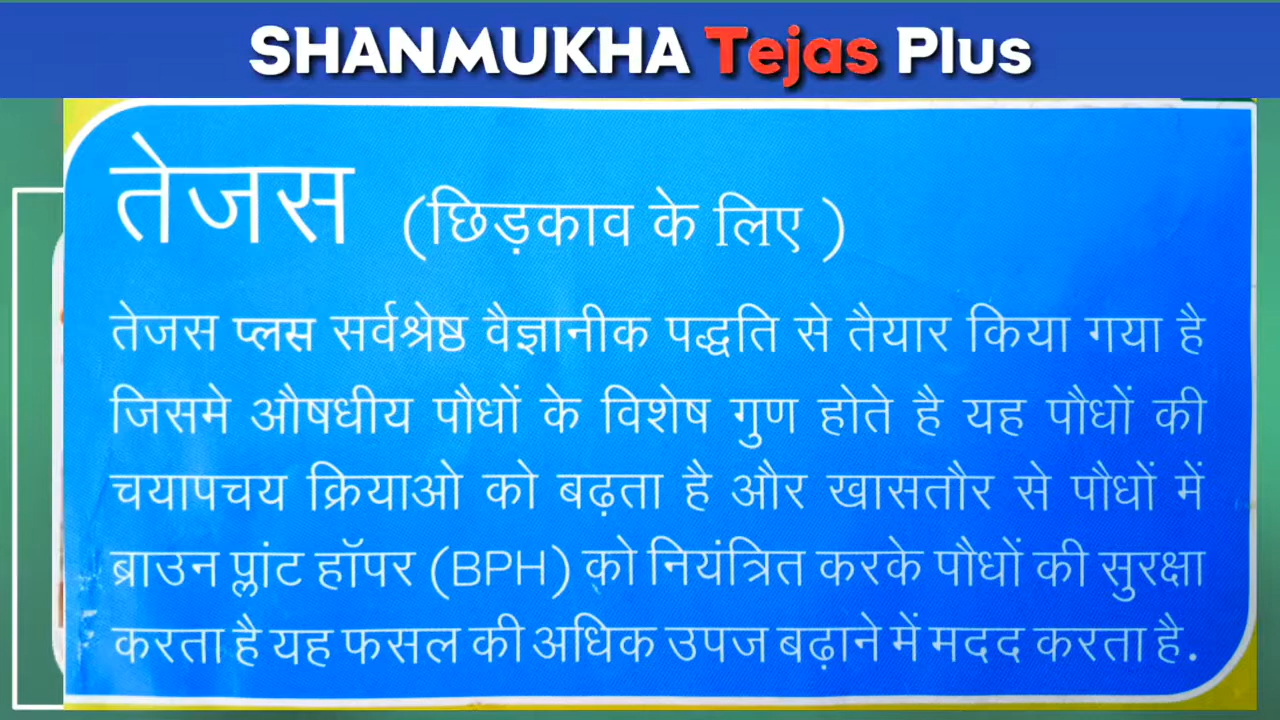 SHANMUKHA Tejas Plus
तेजस (छिड़काव के लिए )
तेजस प्लस सर्वश्रेष्ठ वैज्ञानीक पद्धति से तैयार किया गया है
जिसमे औषधीय पौधों के विशेष गुण होते है यह पौधों की
चयापचय क्रियाओ को बढ़ता है और खासतौर से पौधों में
ब्राउन प्लांट हॉपर (BPH) को नियंत्रित करके पौधों की सुरक्षा
करता है यह फसल की अधिक उपज बढ़ाने में मदद करता है.